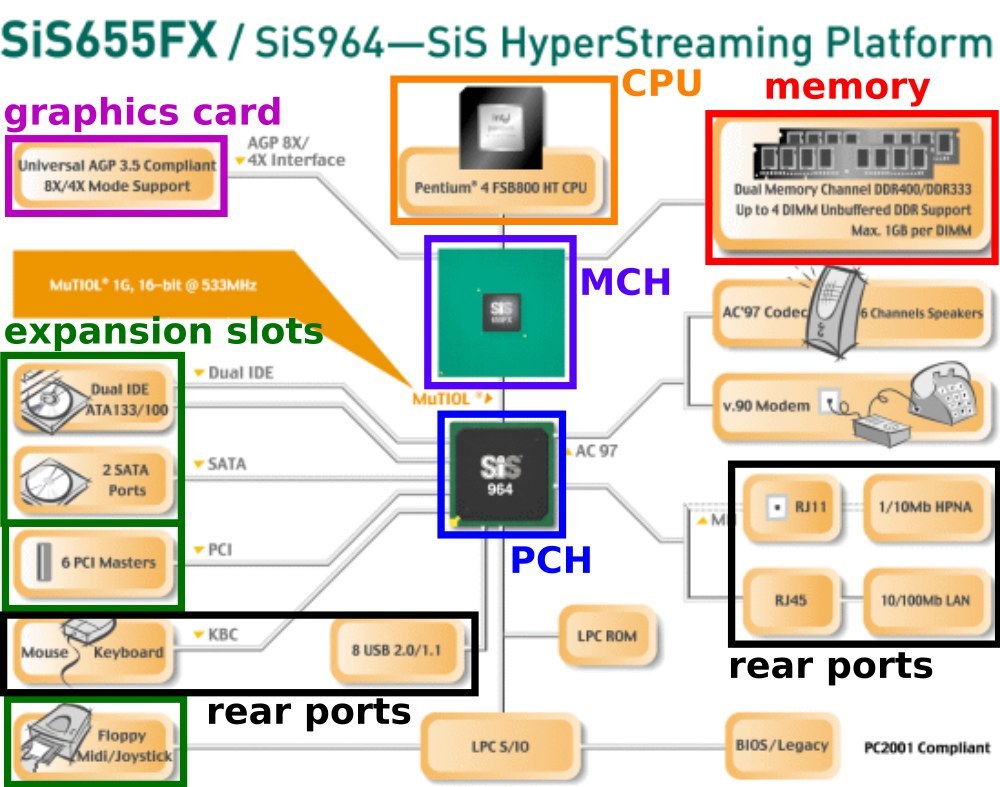 SiS655FX / SiS964—SiS HyperStreaming Platform
CPU
memory
graphics card
AGP 8X/
4X Interface
Universal AGP 3.5 Compliant
8X/4X Mode Support
intel
pentium
Pentium® 4 FSB800 HT CPU
Dual Memory Channel DDR400/DDR333
Up to 4 DIMM Unbuffered DDR Support
Max. 1GB per DIMM
MCH
SiS
655FX
MuTIOL® 1G, 16-bit @ 533MHz
expansion slots
AC'97 Codec
6 Channels Speakers
Dual IDE
ATA133/100
Dual IDE
MuTIOL®
v.90 Modem
2 SATA
Ports
SATA
SiS
964
AC 97
RJ11
1/10Mb HPNA
6 PCI Masters
PCI
PCH
RJ45
10/100Mb LAN
Mouse
Keyboard
KBC
8 USB 2.0/1.1
LPC ROM
rear ports
rear ports
Floppy
Midi/Joystick
LPC S/IO
BIOS/Legacy
PC2001 Compliant